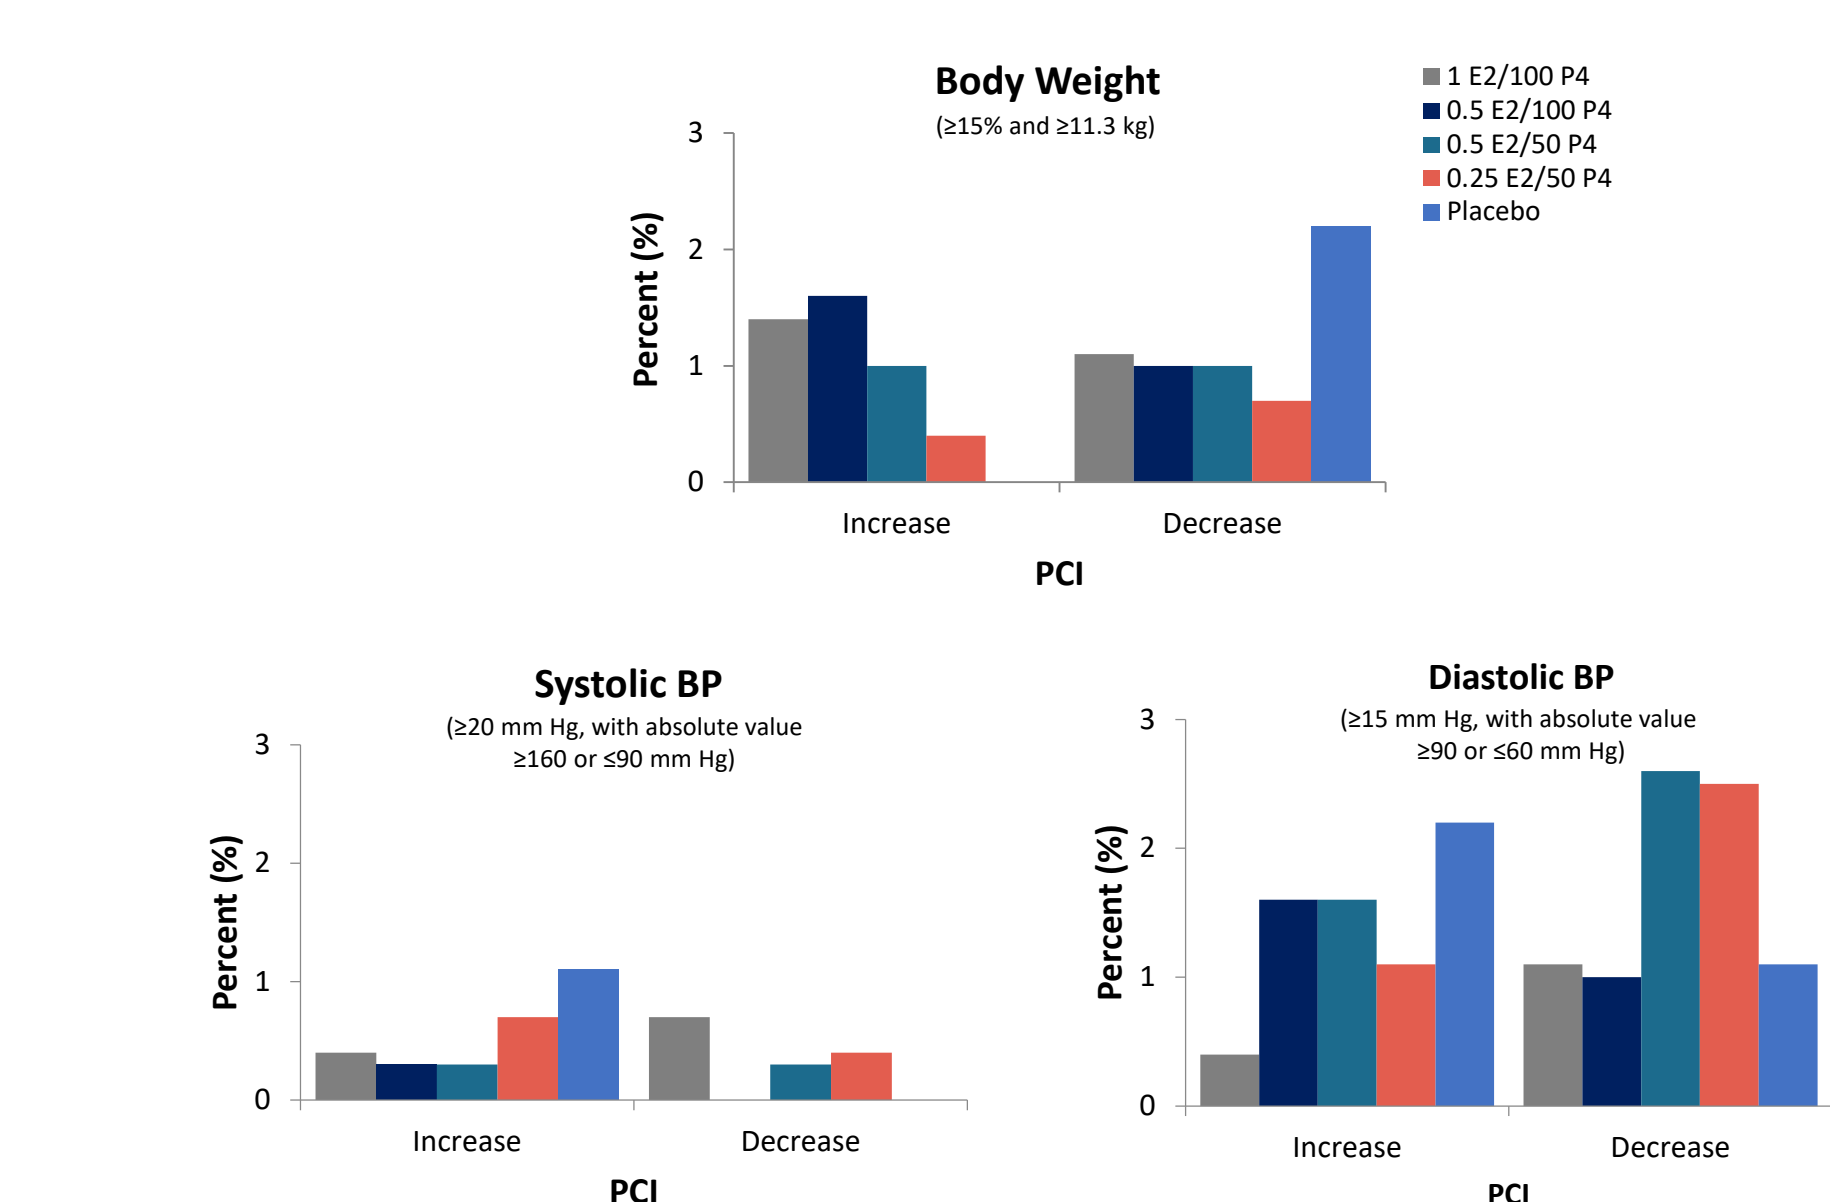 Body Weight
(≥15% and ≥11.3 kg)
1 E2/100 P4
0.5 E2/100 P4
0.5 E2/50 P4
0.25 E2/50 P4
Placebo
Percent (%)
3
2
1
0
Increase
Decrease
PCI
Systolic BP
(≥20 mm Hg, with absolute value
≥160 or ≤90 mm Hg)
Percent (%)
3
2
1
0
Increase
Decrease
PCI
Diastolic BP
(≥15 mm Hg, with absolute value
≥90 or ≤60 mm Hg)
Percent (%)
3
2
1
0
Increase
Decrease
PCI